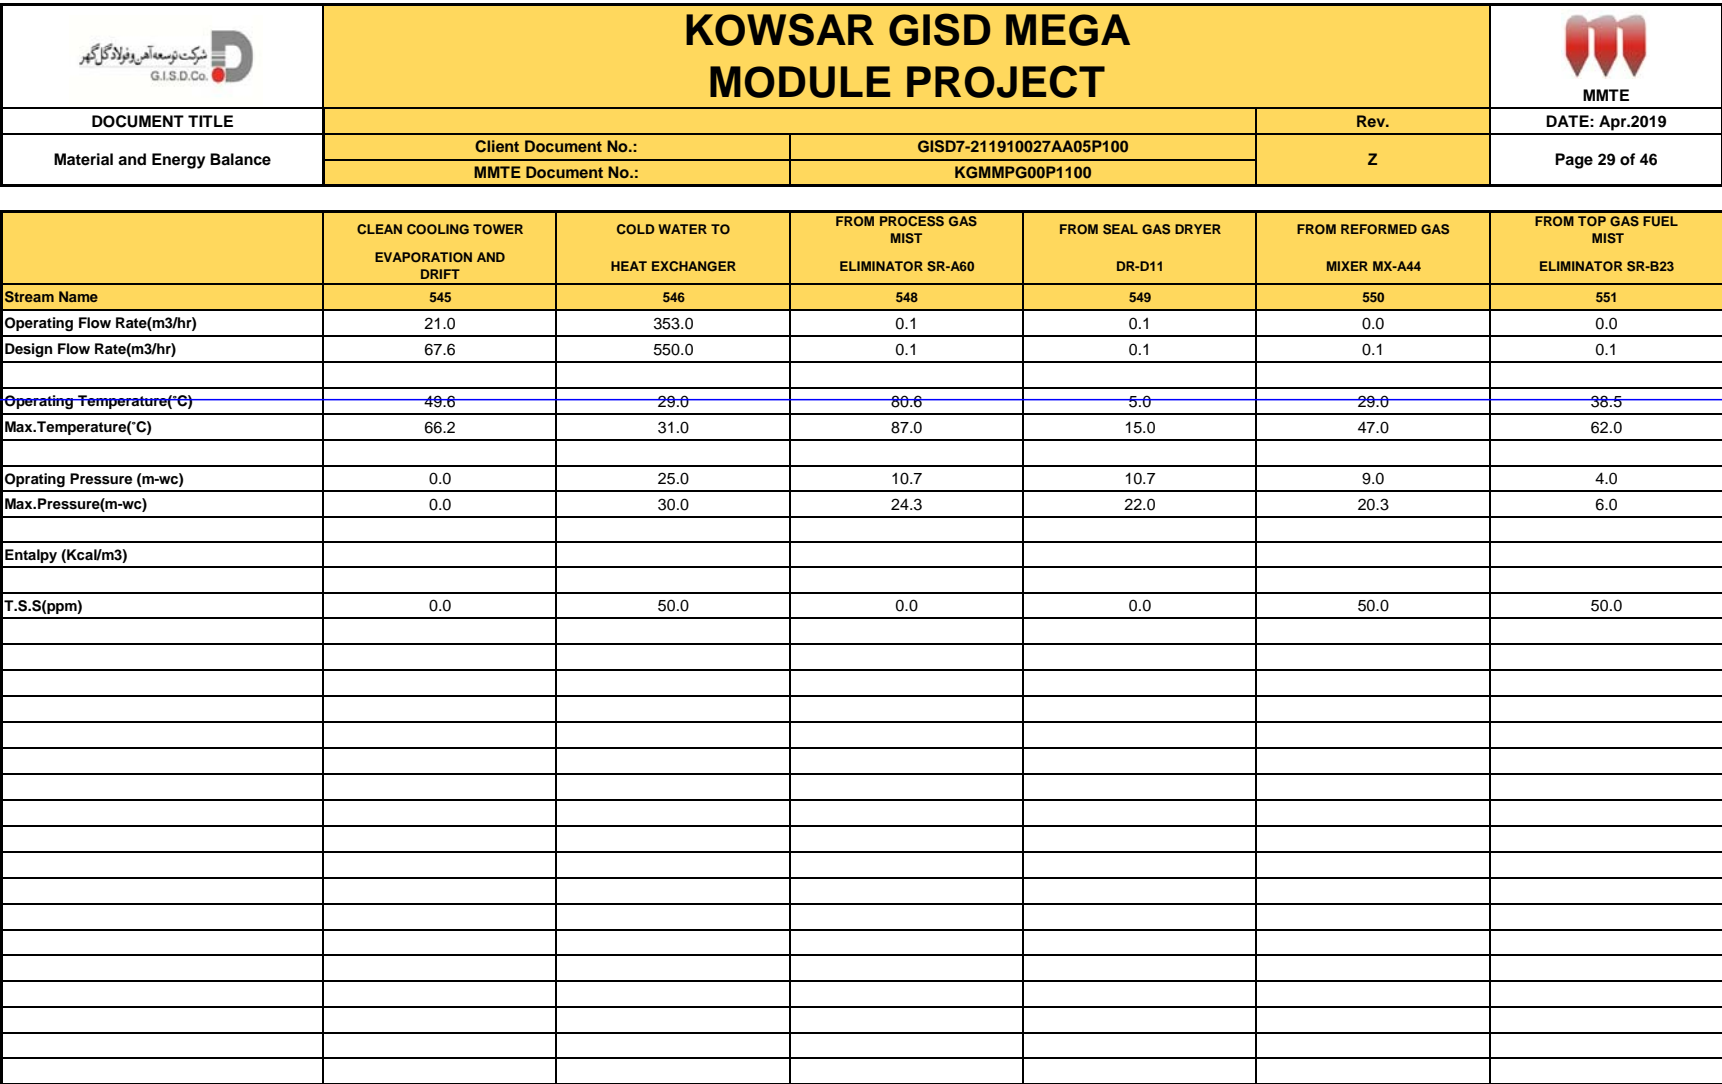 شرکت توسعه آهن و فولاد گل گهر
G.I.S.D.Co.
KOWSAR GISD MEGA
MODULE PROJECT
MMTE
DOCUMENT TITLE
Rev.
DATE: Apr.2019
Material and Energy Balance
Client Document No.:
GISD7-211910027AA05P100
Z
Page 29 of 46
MMTE Document No.:
KGMMPG00P1100
CLEAN COOLING TOWER
EVAPORATION AND
DRIFT
COLD WATER TO
HEAT EXCHANGER
FROM PROCESS GAS
MIST
ELIMINATOR SR-A60
FROM SEAL GAS DRYER
DR-D11
FROM REFORMED GAS
MIXER MX-A44
FROM TOP GAS FUEL
MIST
ELIMINATOR SR-B23
Stream Name 545 546 548 549 550 551
Operating Flow Rate(m3/hr) 21.0 353.0 0.1 0.1 0.0 0.0
Design Flow Rate(m3/hr) 67.6 550.0 0.1 0.1 0.1 0.1
Operating Temperature(˚C) 49.6 29.0 80.6 5.0 29.0 38.5
Max.Temperature(˚C) 66.2 31.0 87.0 15.0 47.0 62.0
Oprating Pressure (m-wc) 0.0 25.0 10.7 10.7 9.0 4.0
Max.Pressure(m-wc) 0.0 30.0 24.3 22.0 20.3 6.0
Entalpy (Kcal/m3)
T.S.S(ppm) 0.0 50.0 0.0 0.0 50.0 50.0